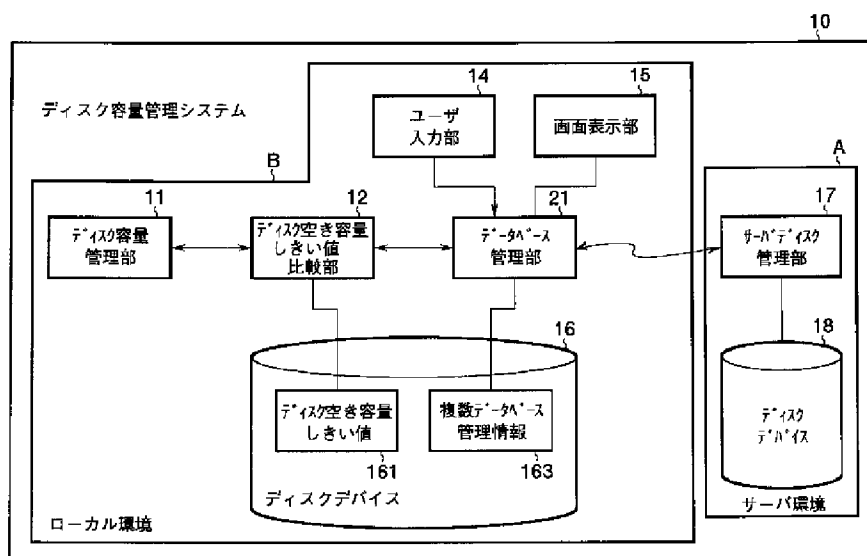 10
ディスク容量管理システム
14
ユーザ
入力部
15
画面表示部
B
A
11
ディスク容量
管理部
12
ディスク空き容量
しきい値
比較部
21
データベース
管理部
17
サーバディスク
管理部
16
18
ディスク空き容量
しきい値
161
複数データベース
管理情報
163
ディスク
デバイス
ディスクデバイス
ローカル環境
サーバ環境